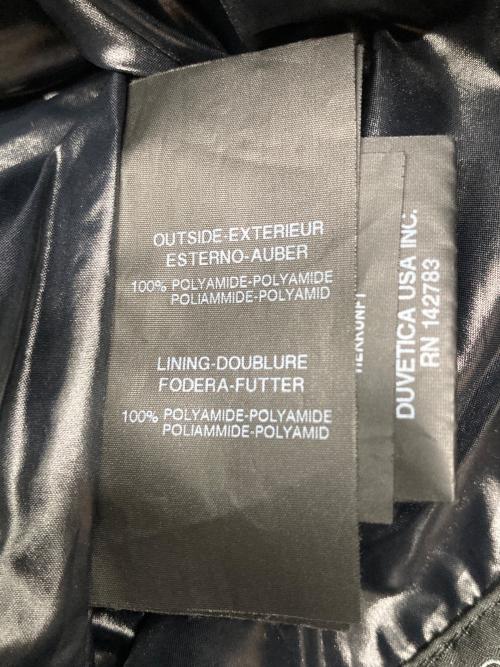 OUTSIDE-EXTERIEUR
ESTERNO-AUBER
100% POLYAMIDE-POLYAMIDE
POLIAMMIDE-POLYAMID
LINING-DOUBLURE
FODERA-FUTTER
100% POLYAMIDE-POLYAMIDE
POLIAMMIDE-POLYAMID
DUVETICA USA INC.
RN 142783